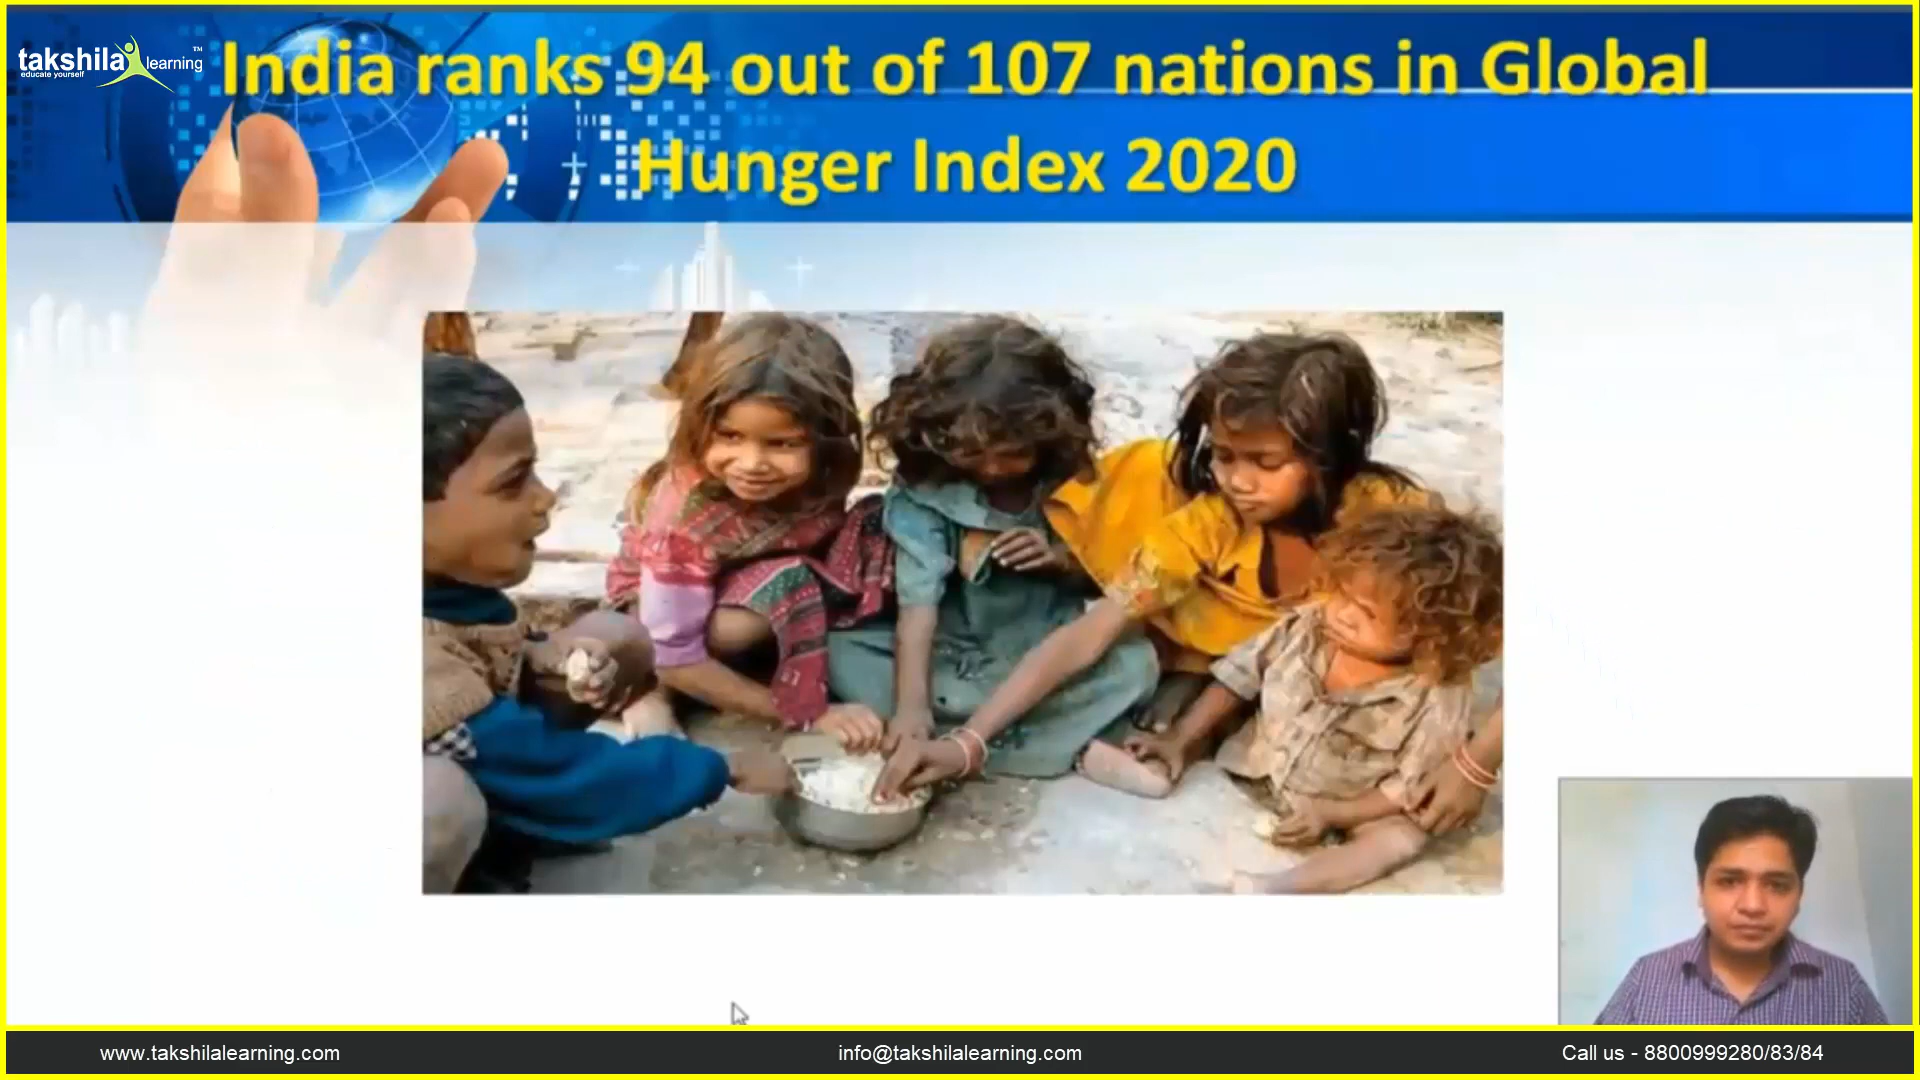 takshila learning ™
educate yourself
India ranks 94 out of 107 nations in Global
Hunger Index 2020
www.takshilalearning.com
info@takshilalearning.com
Call us - 8800999280/83/84